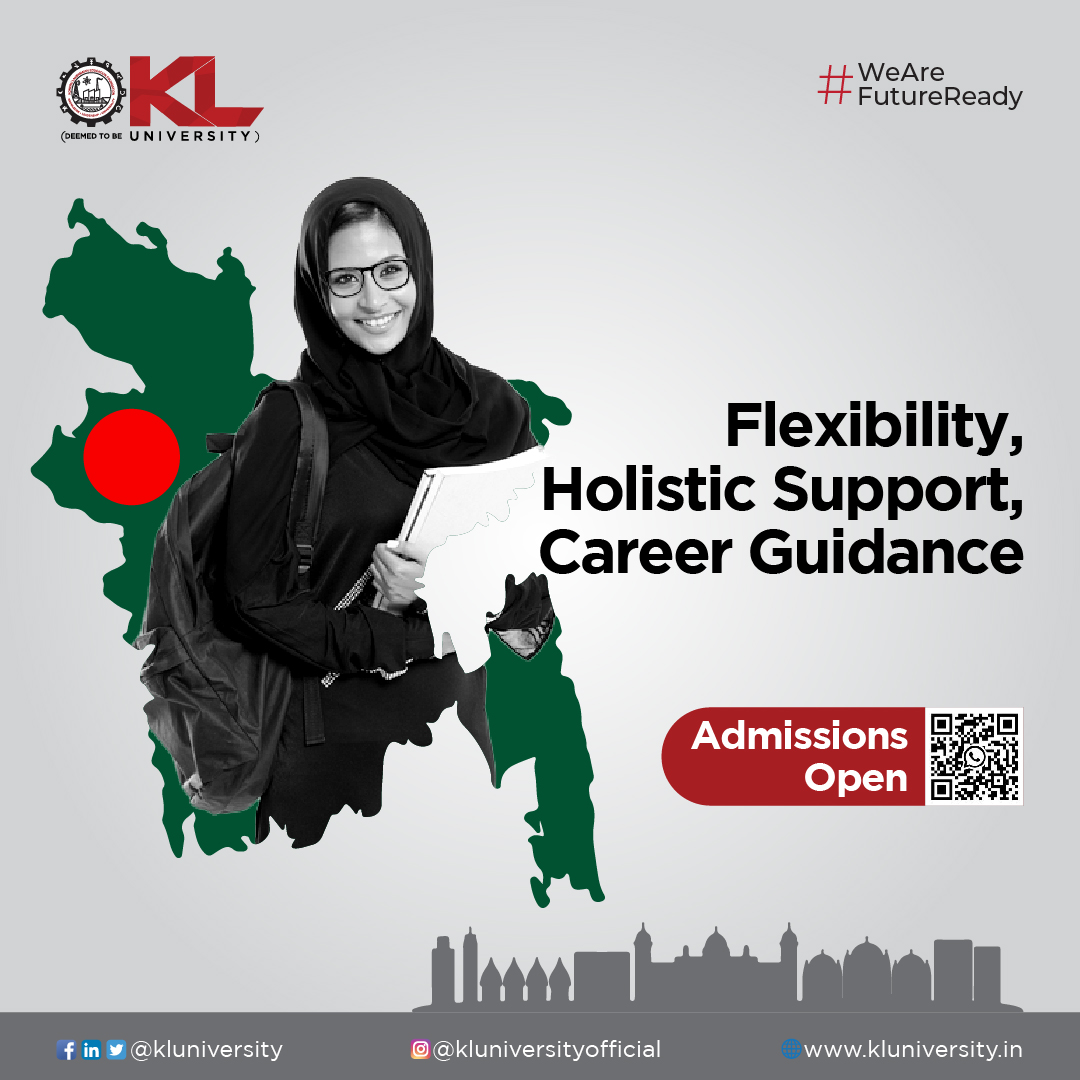 KL
(DEEMED TO BE UNIVERSITY)
#WeAre
FutureReady
Flexibility,
Holistic Support,
Career Guidance
Admissions
Open
@kluniversity
@kluniversityofficial
www.kluniversity.in